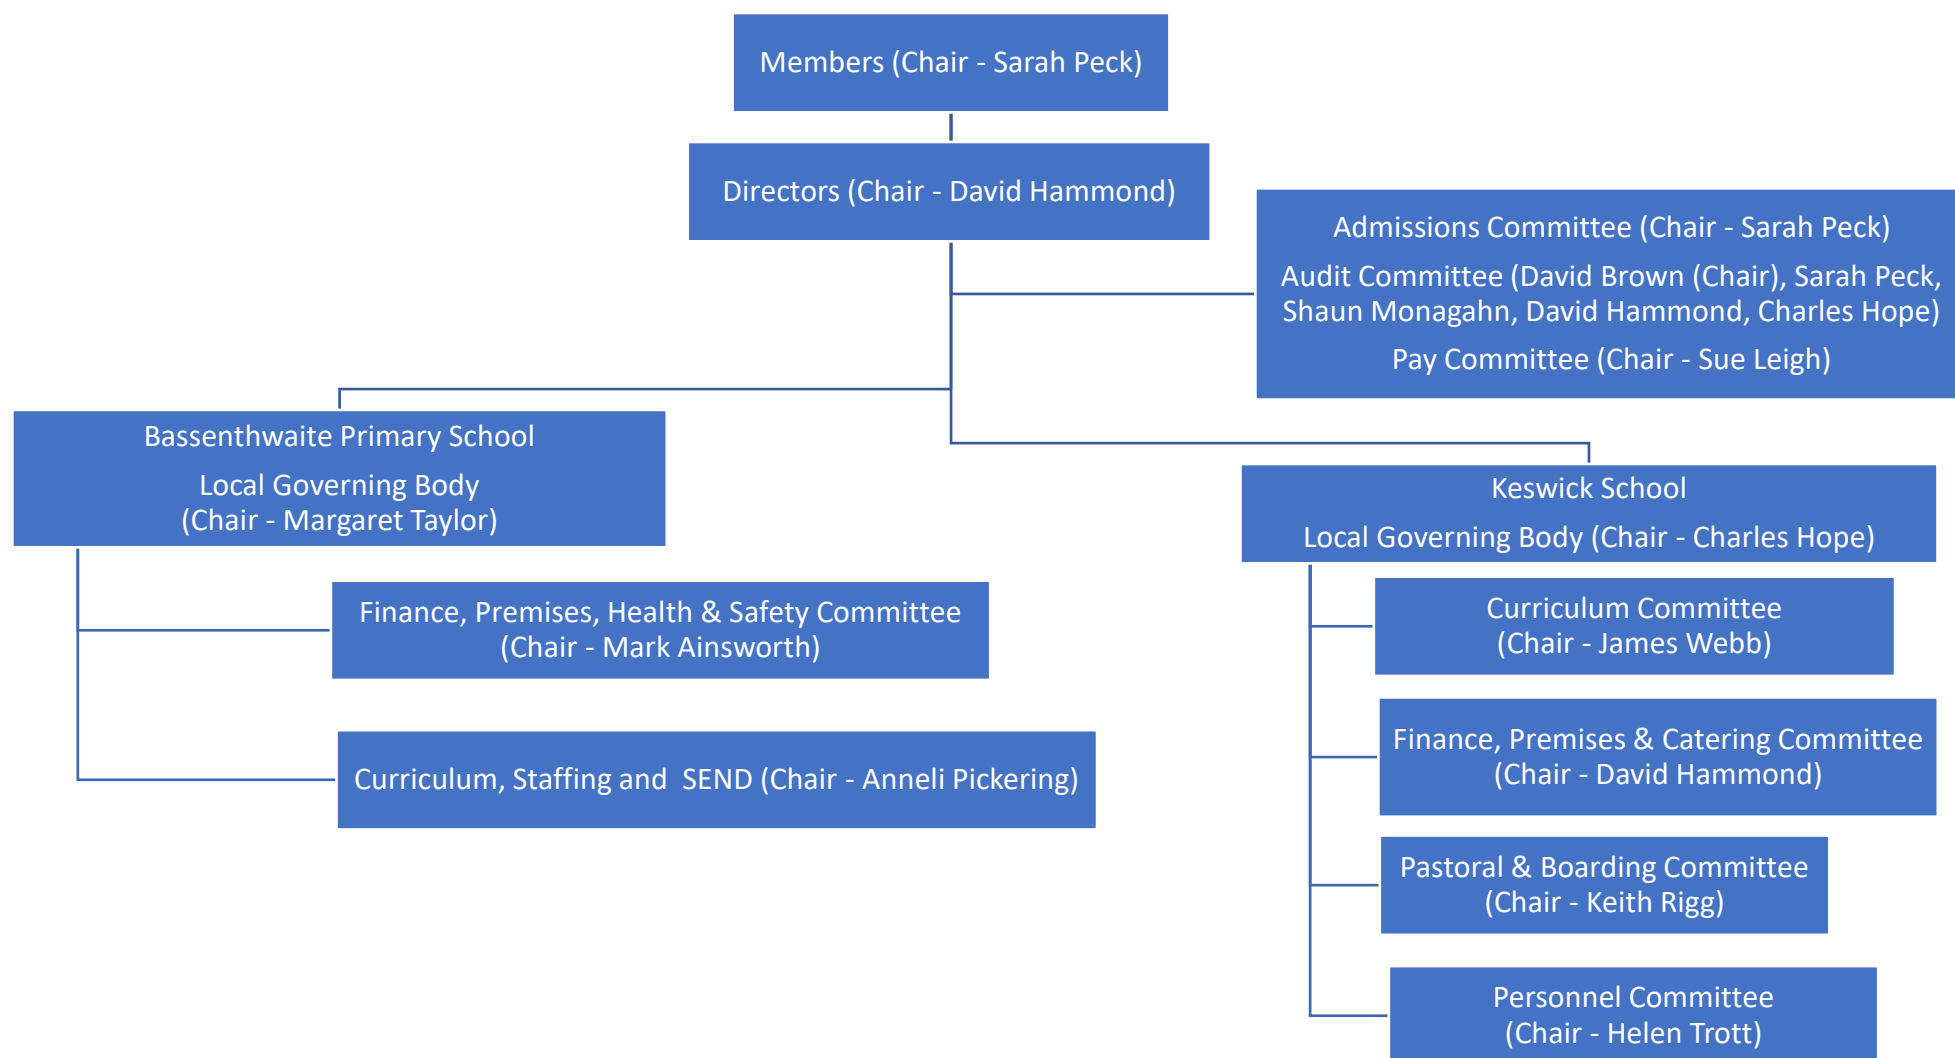 Members (Chair - Sarah Peck)
Directors (Chair - David Hammond)
Admissions Committee (Chair - Sarah Peck)
Audit Committee (David Brown (Chair), Sarah Peck,
Shaun Monagahn, David Hammond, Charles Hope)
Pay Committee (Chair - Sue Leigh)
Bassenthwaite Primary School
Local Governing Body
(Chair - Margaret Taylor)
Finance, Premises, Health & Safety Committee
(Chair - Mark Ainsworth)
Curriculum, Staffing and  SEND (Chair - Anneli Pickering)
Keswick School
Local Governing Body (Chair - Charles Hope)
Curriculum Committee
(Chair - James Webb)
Finance, Premises & Catering Committee
(Chair - David Hammond)
Pastoral & Boarding Committee
(Chair - Keith Rigg)
Personnel Committee
(Chair - Helen Trott)